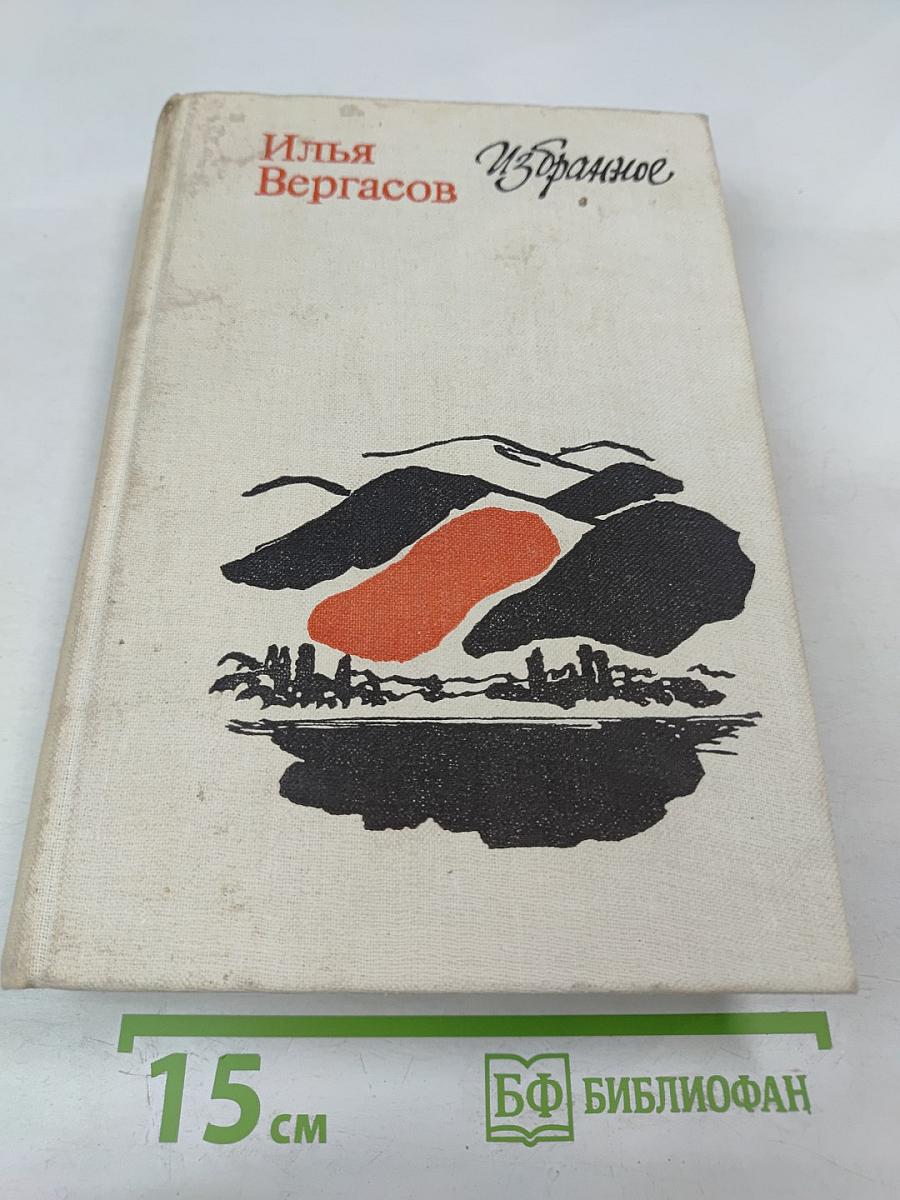 Илья
Вергасов
Избранное
15 см
БФ БИБЛИОФАН